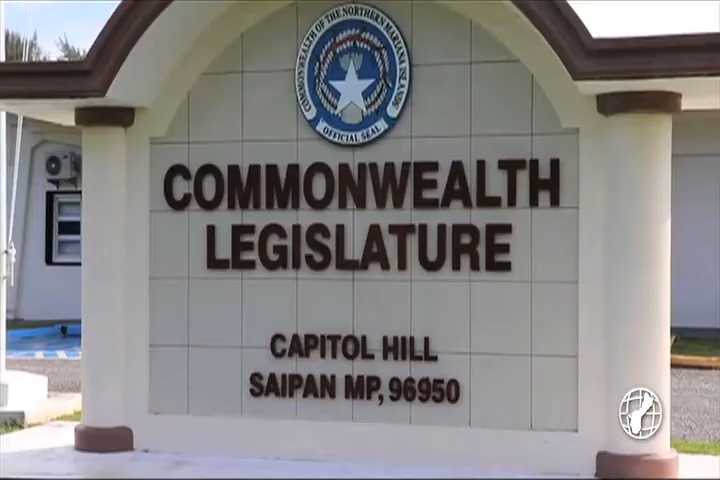 COMMONWEALTH OF THE NORTHERN MARIANA ISLANDS
OFFICIAL SEAL
COMMONWEALTH
LEGISLATURE
CAPITOL HILL
SAIPAN MP, 96950